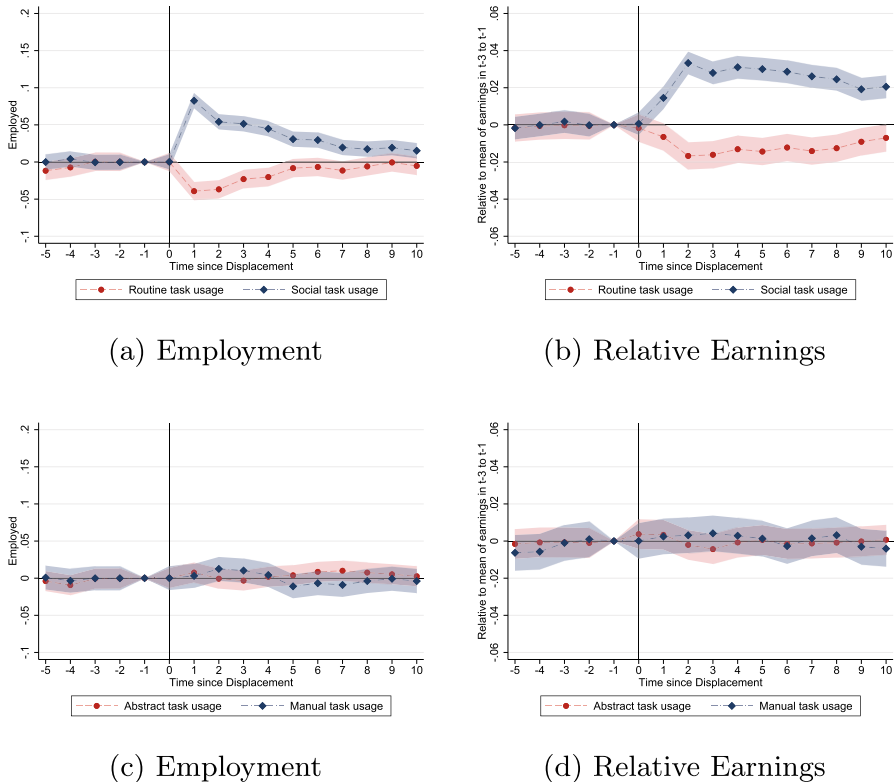 Employed
.2
.15
.1
.05
0
-.05
-.1
-5 -4 -3 -2 -1 0 1 2 3 4 5 6 7 8 9 10
Time since Displacement
Routine task usage Social task usage
(a) Employment
Relative to mean of earnings in t-3 to t-1
.06
.04
.02
0
-.02
-.04
-.06
-5 -4 -3 -2 -1 0 1 2 3 4 5 6 7 8 9 10
Time since Displacement
Routine task usage Social task usage
(b) Relative Earnings
Employed
.2
.15
.1
.05
0
-.05
-.1
-5 -4 -3 -2 -1 0 1 2 3 4 5 6 7 8 9 10
Time since Displacement
Abstract task usage Manual task usage
(c) Employment
Relative to mean of earnings in t-3 to t-1
.06
.04
.02
0
-.02
-.04
-.06
-5 -4 -3 -2 -1 0 1 2 3 4 5 6 7 8 9 10
Time since Displacement
Abstract task usage Manual task usage
(d) Relative Earnings